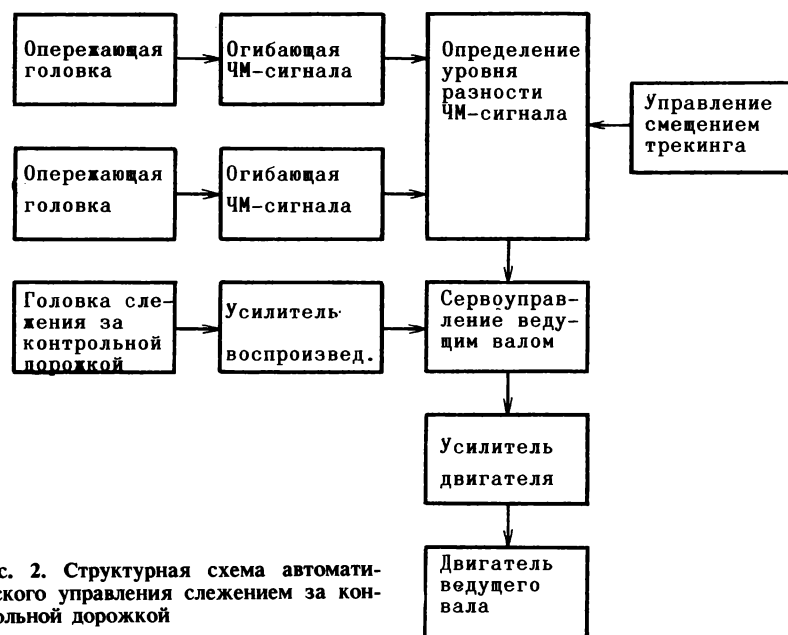 Опережающая
головка
Огибающая
ЧМ-сигнала
Определение
уровня
разности
ЧМ-сигнала
Управление
смещением
трекинга
Опережающая
головка
Огибающая
ЧМ-сигнала
Головка сле-
жения за
контрольной
дорожкой
Усилитель
воспроизвед.
Сервоуправ-
ление веду-
щим валом
Усилитель
двигателя
Двигатель
ведущего
вала
с. 2. Структурная схема автомати-
ского управления слежением за кон-
ольной дорожкой